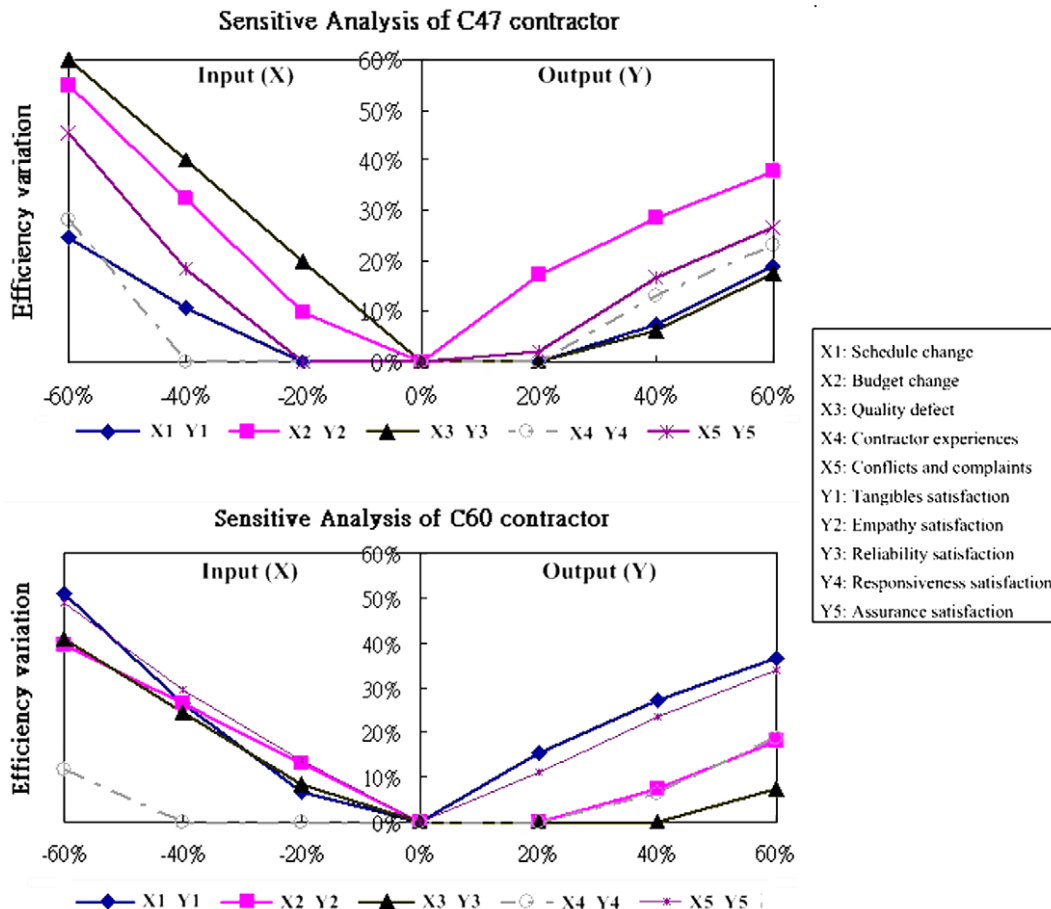 Sensitive Analysis of C47 contractor
60%
Input (X)
Output (Y)
50%
40%
30%
20%
10%
0%
Efficiency variation
-60%
-40%
-20%
0%
20%
40%
60%
X1 Y1
X2 Y2
X3 Y3
X4 Y4
X5 Y5
X1: Schedule change
X2: Budget change
X3: Quality defect
X4: Contractor experiences
X5: Conflicts and complaints
Y1: Tangibles satisfaction
Y2: Empathy satisfaction
Y3: Reliability satisfaction
Y4: Responsiveness satisfaction
Y5: Assurance satisfaction
Sensitive Analysis of C60 contractor
60%
Input (X)
Output (Y)
50%
40%
30%
20%
10%
0%
Efficiency variation
-60%
-40%
-20%
0%
20%
40%
60%
X1 Y1
X2 Y2
X3 Y3
X4 Y4
X5 Y5